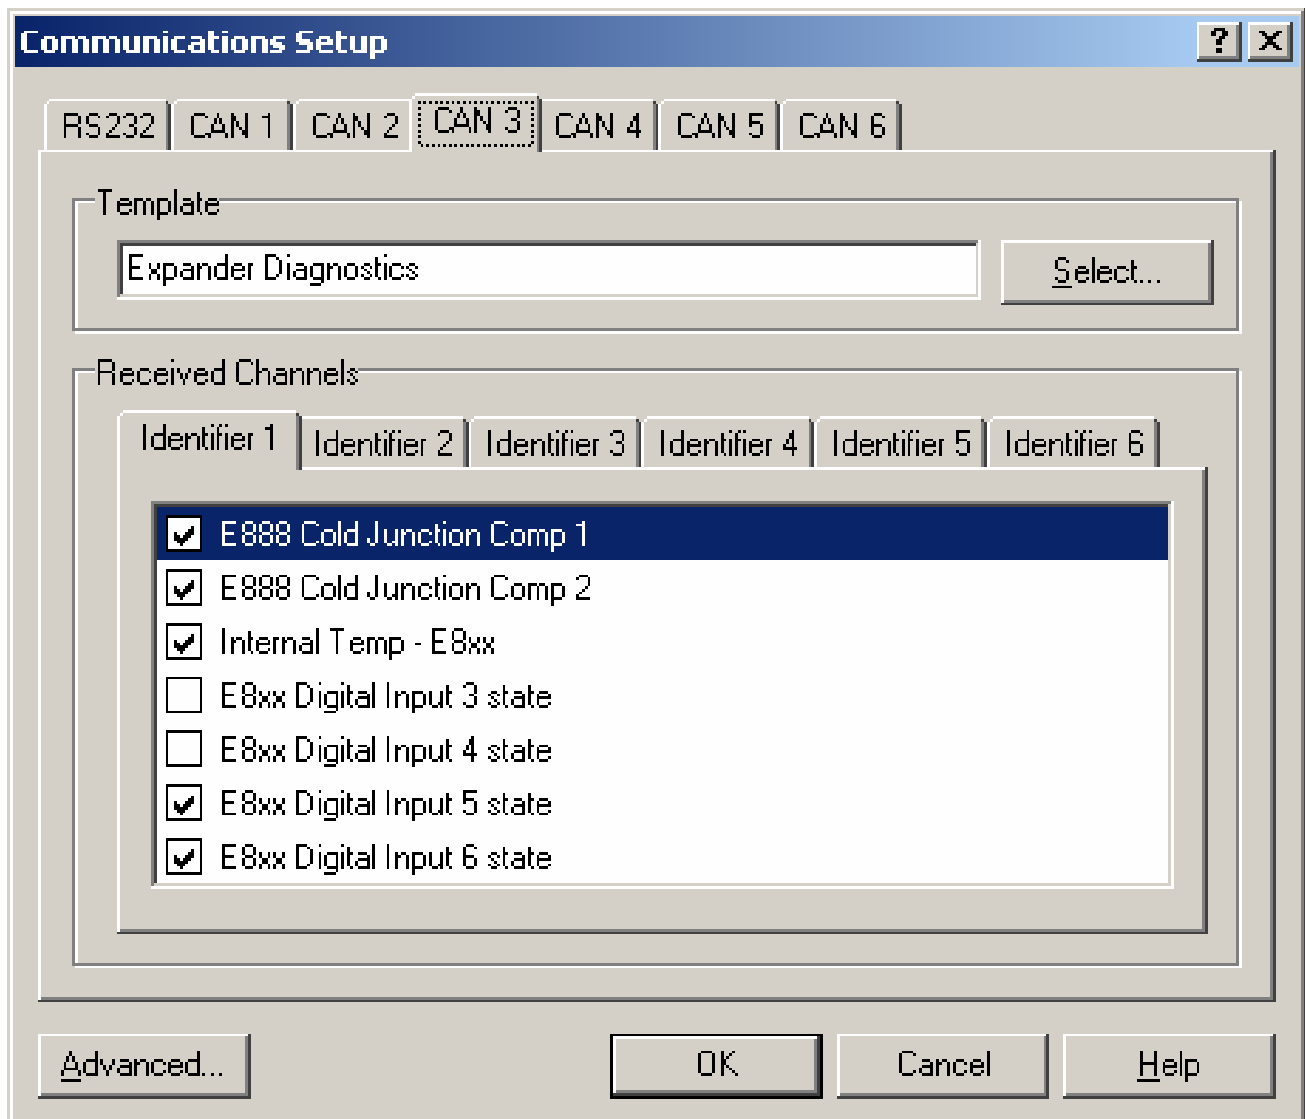 Communications Setup
RS232 CAN 1 CAN 2 CAN 3 CAN 4 CAN 5 CAN 6
Template
Expander Diagnostics Select...
Received Channels
Identifier 1 Identifier 2 Identifier 3 Identifier 4 Identifier 5 Identifier 6
E888 Cold Junction Comp 1
E888 Cold Junction Comp 2
Internal Temp - E8xx
E8xx Digital Input 3 state
E8xx Digital Input 4 state
E8xx Digital Input 5 state
E8xx Digital Input 6 state
Advanced... OK Cancel Help